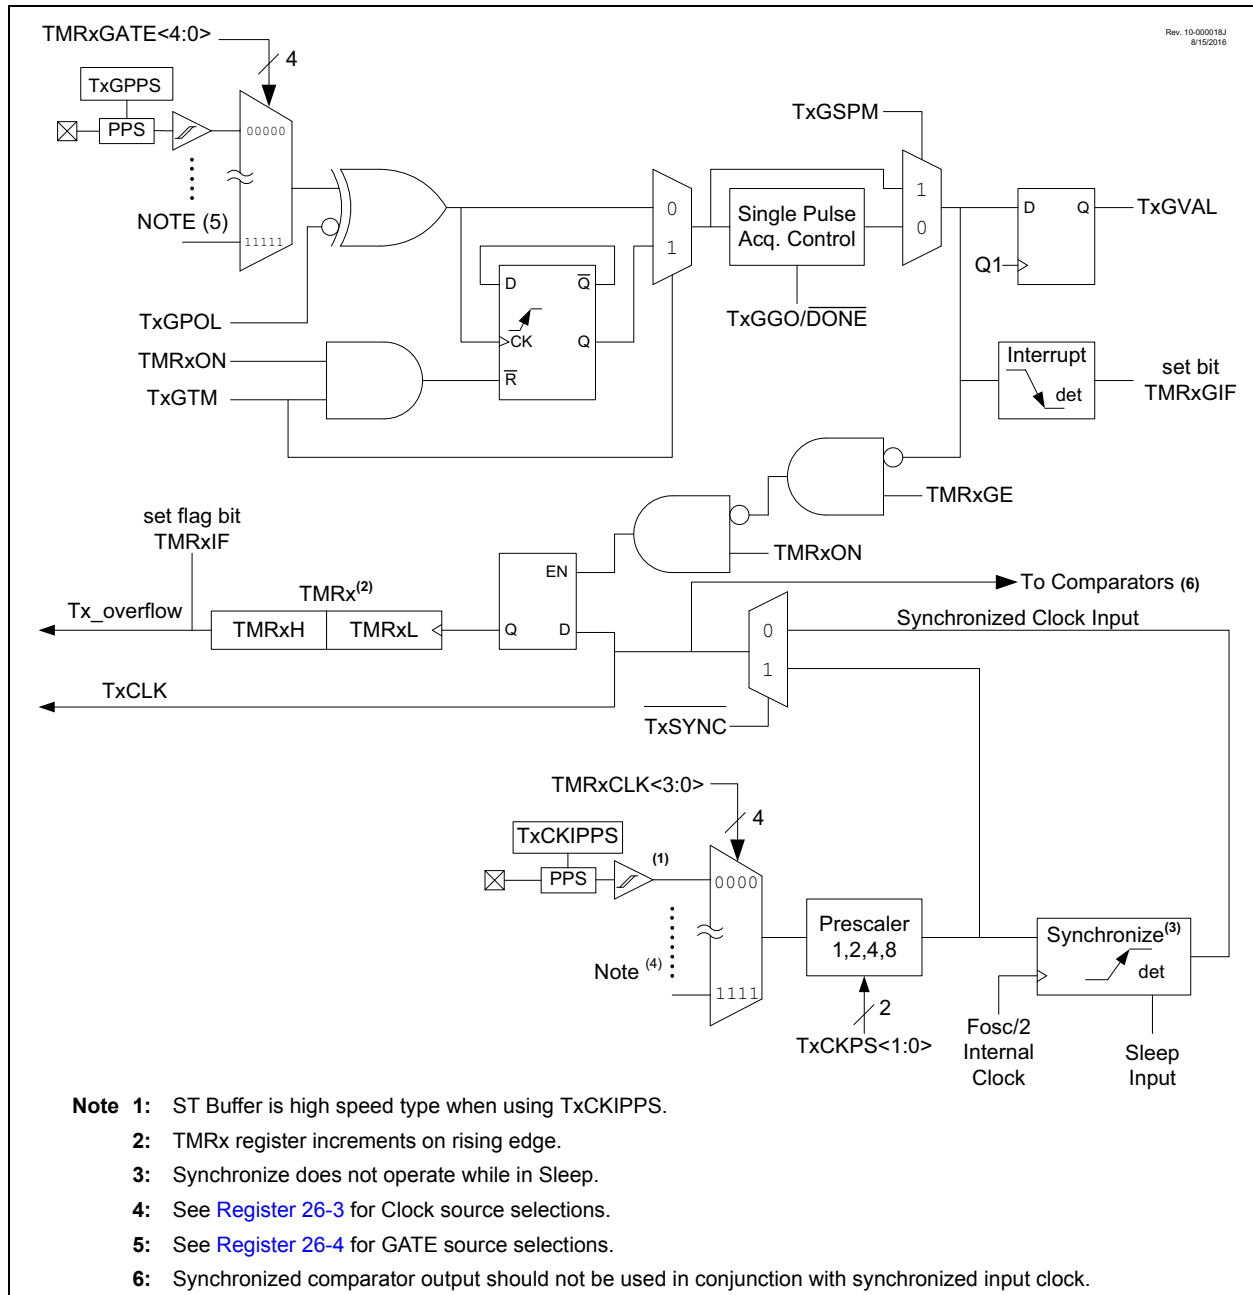 Rev. 10-000018J
8/15/2016
TMRxGATE<4:0>
4
TxGPPS
PPS
00000
NOTE (5)
11111
TxGSPM
0
1
Single Pulse
Acq. Control
1
0
D
Q
TxGVAL
Q1
TxGPOL
D
Q
CK
Q
R
TxGGO/DONE
TMRxON
TxGTM
Interrupt
det
set bit
TMRxGIF
TMRxGE
set flag bit
TMRxIF
TMRxON
EN
To Comparators (6)
TMRx(2)
Tx_overflow
TMRxH
TMRxL
Q
D
0
1
Synchronized Clock Input
TxCLK
TxSYNC
TMRxCLK<3:0>
4
TxCKIPPS
(1)
PPS
0000
Prescaler
1,2,4,8
Synchronize(3)
det
Note (4)
1111
2
TxCKPS<1:0>
Fosc/2
Internal
Clock
Sleep
Input
Note 1: ST Buffer is high speed type when using TxCKIPPS.
2: TMRx register increments on rising edge.
3: Synchronize does not operate while in Sleep.
4: See Register 26-3 for Clock source selections.
5: See Register 26-4 for GATE source selections.
6: Synchronized comparator output should not be used in conjunction with synchronized input clock.